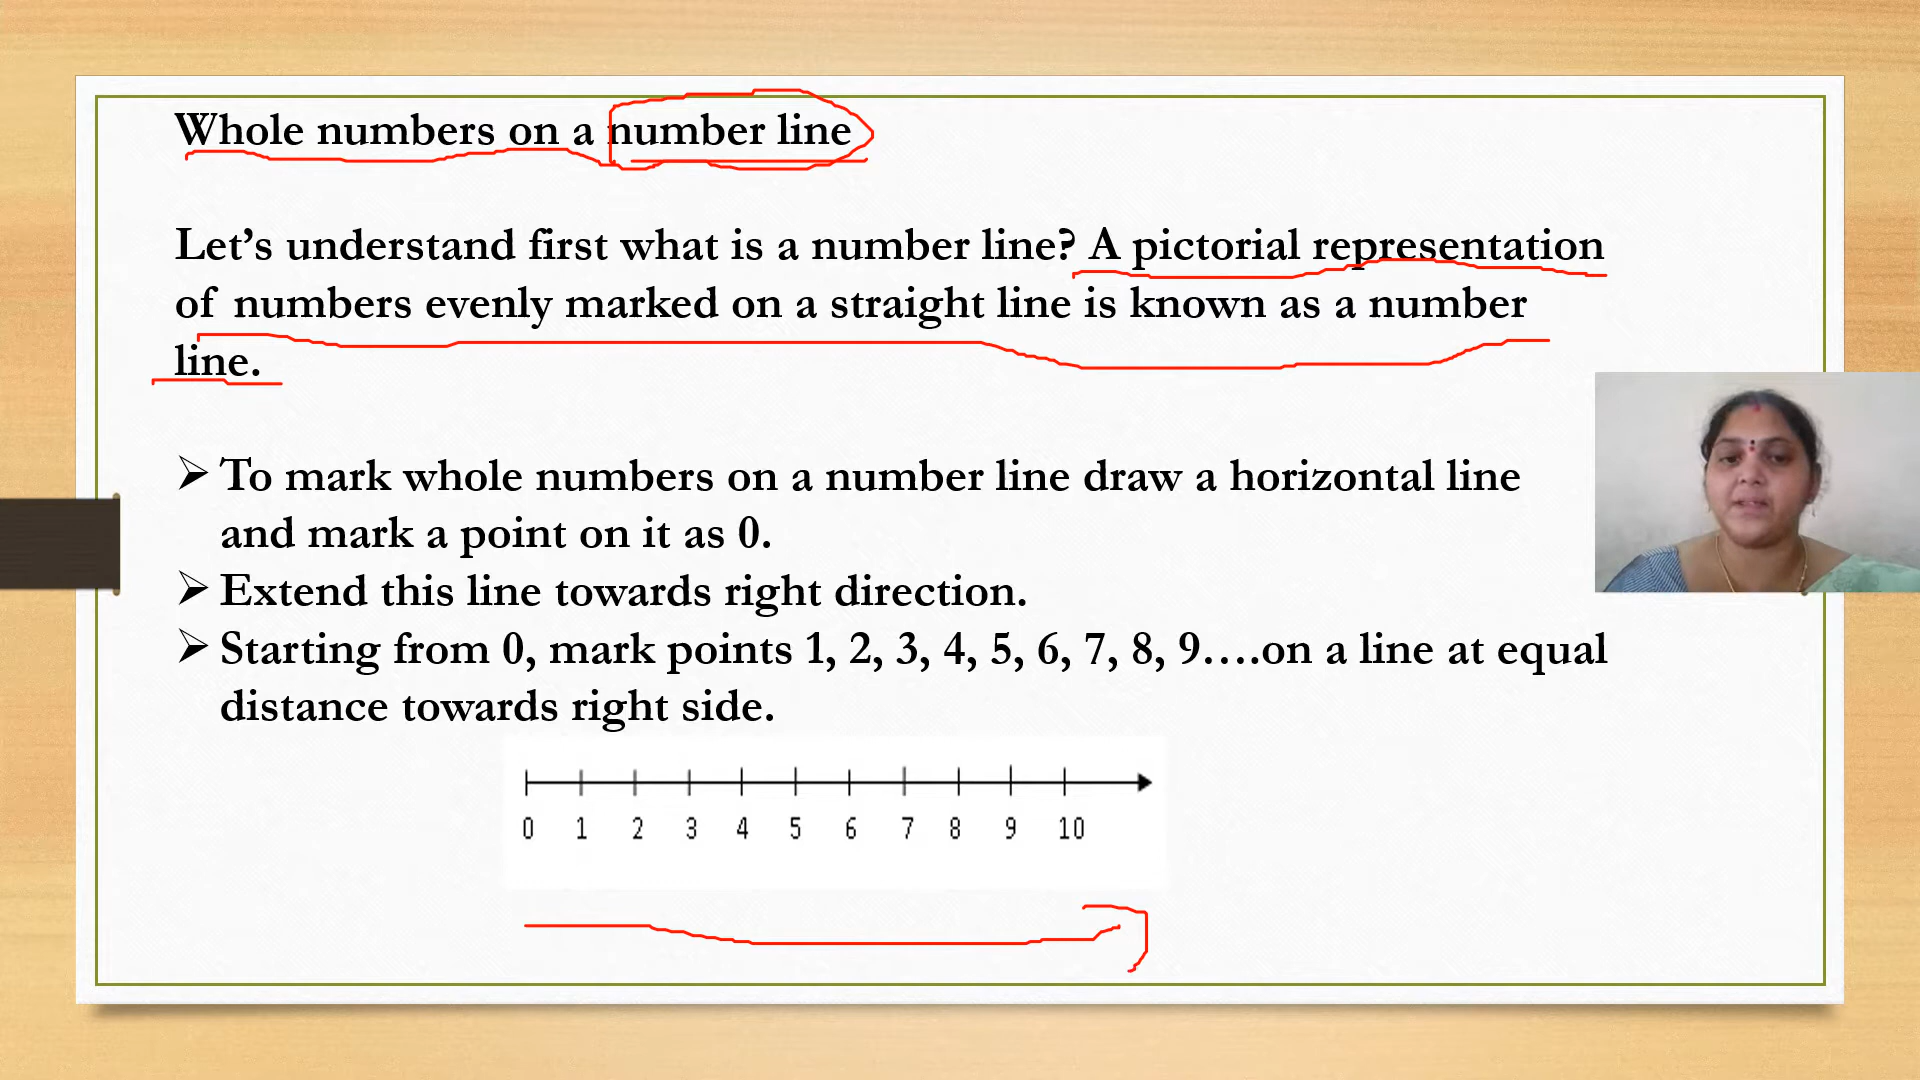 Whole numbers on a number line
Let’s understand first what is a number line? A pictorial representation
of numbers evenly marked on a straight line is known as a number
line.
➢ To mark whole numbers on a number line draw a horizontal line
and mark a point on it as 0.
➢ Extend this line towards right direction.
➢ Starting from 0, mark points 1, 2, 3, 4, 5, 6, 7, 8, 9….on a line at equal
distance towards right side.
0 1 2 3 4 5 6 7 8 9 10